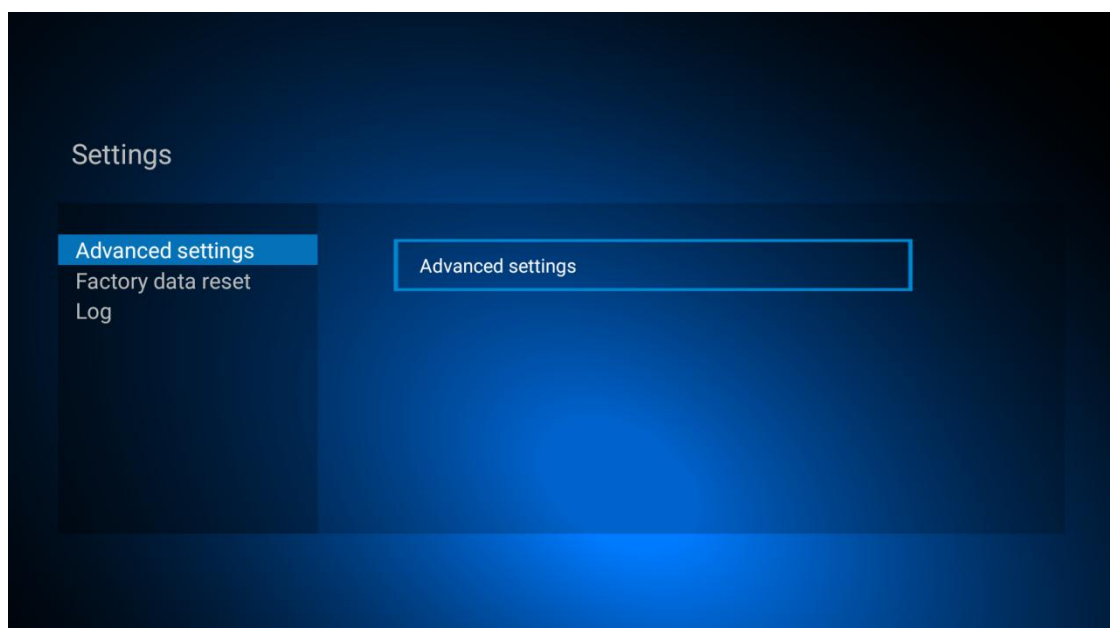 Settings
Advanced settings
Factory data reset
Log
Advanced settings